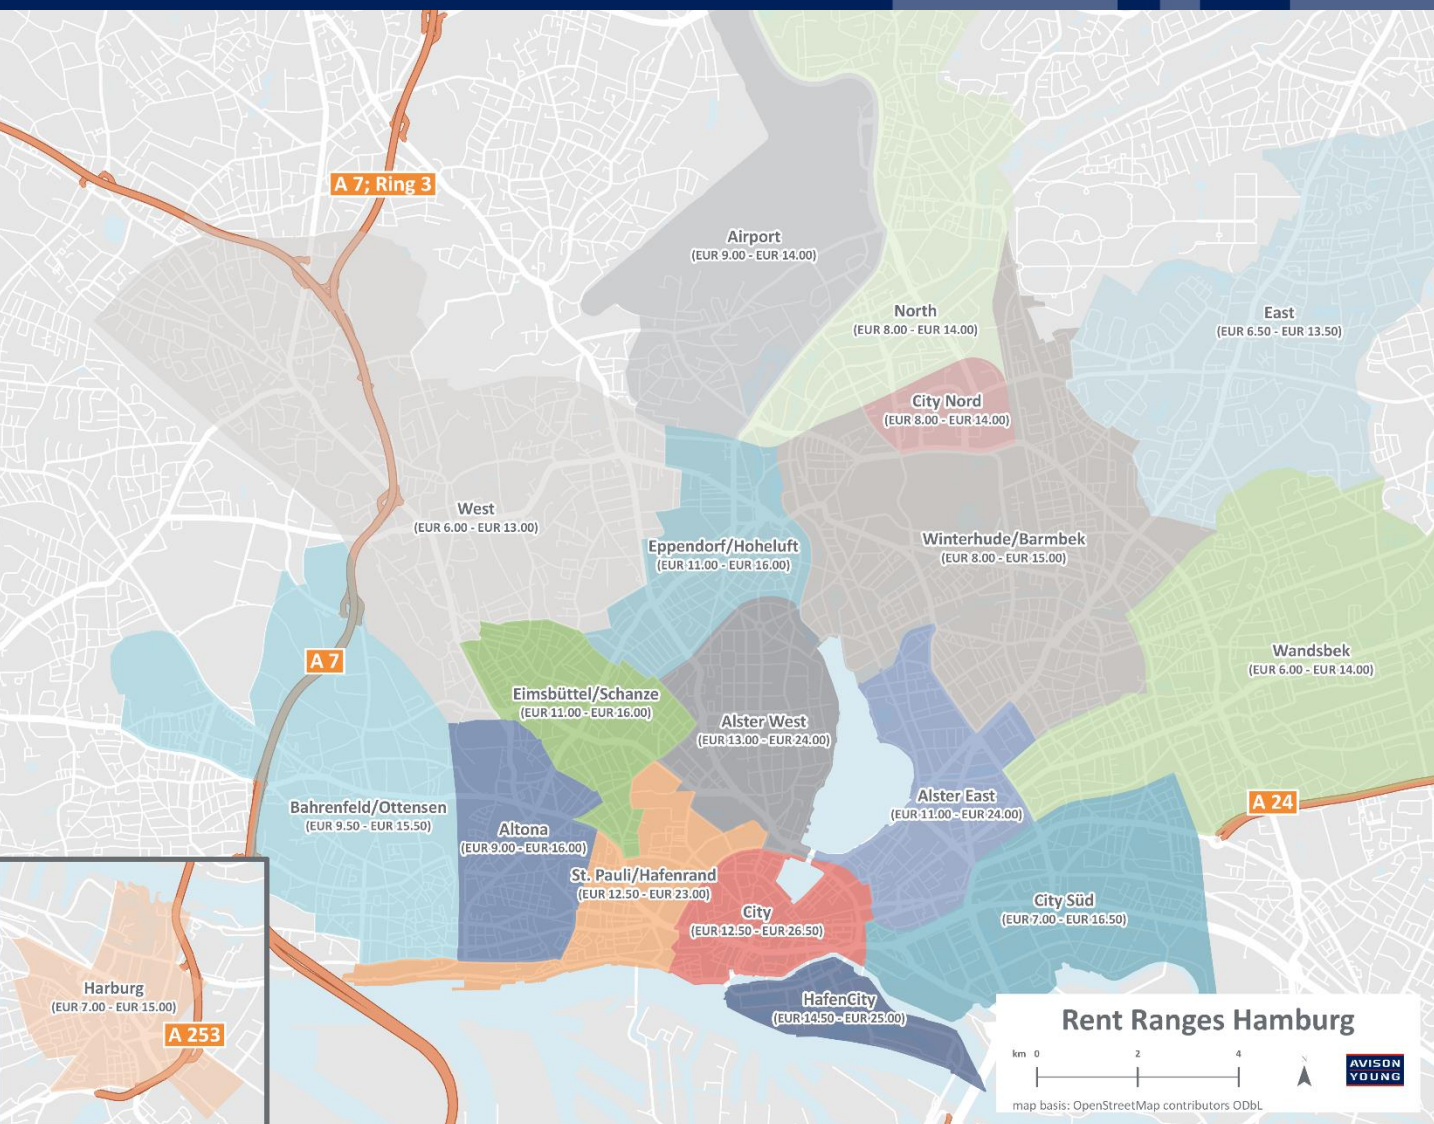 A 7; Ring 3
Airport
(EUR 9.00 - EUR 14.00)
North
(EUR 8.00 - EUR 14.00)
East
(EUR 6.50 - EUR 13.50)
City Nord
(EUR 8.00 - EUR 14.00)
West
(EUR 6.00 - EUR 13.00)
Eppendorf/Hoheluft
(EUR 11.00 - EUR 16.00)
Winterhude/Barmbek
(EUR 8.00 - EUR 15.00)
A 7
Wandsbek
(EUR 6.00 - EUR 14.00)
Eimsbüttel/Schanze
(EUR 11.00 - EUR 16.00)
Alster West
(EUR 13.00 - EUR 24.00)
Alster East
(EUR 11.00 - EUR 24.00)
A 24
Bahrenfeld/Ottensen
(EUR 9.50 - EUR 15.50)
Altona
(EUR 9.00 - EUR 16.00)
St. Pauli/Hafenrand
(EUR 12.50 - EUR 23.00)
City
(EUR 12.50 - EUR 26.50)
City Süd
(EUR 7.00 - EUR 16.50)
HafenCity
(EUR 14.50 - EUR 25.00)
Harburg
(EUR 7.00 - EUR 15.00)
A 253
Rent Ranges Hamburg
km 0 2 4
N
AVISON
YOUNG
map basis: OpenStreetMap contributors ODbL